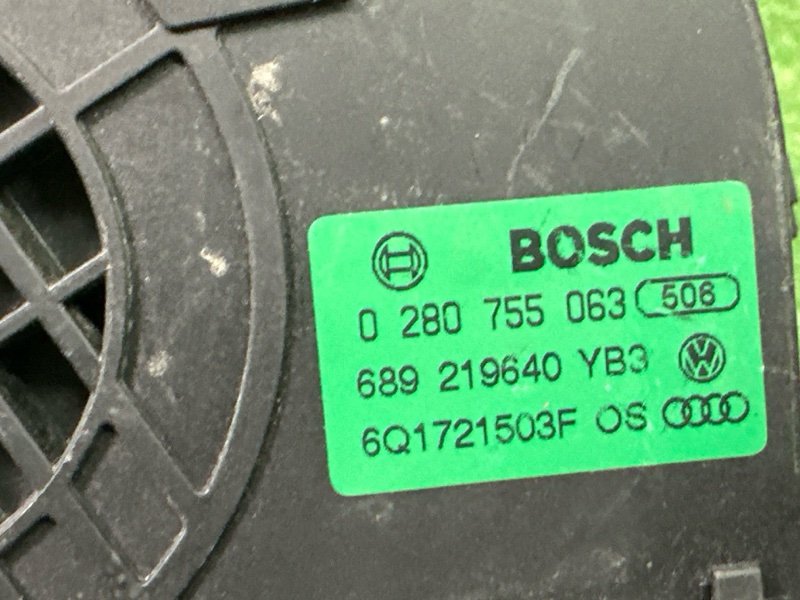 BOSCH
0 280 755 063 506
689 219640 YB3
6Q1721503F OS